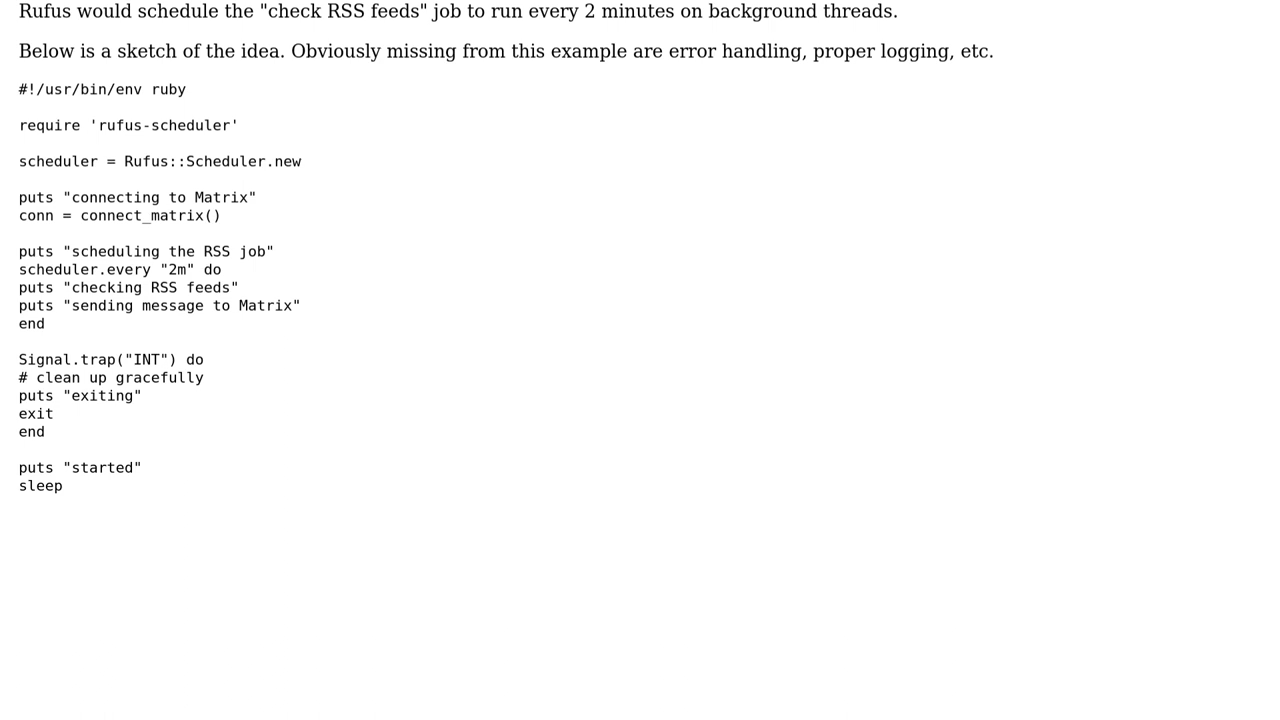 Rufus would schedule the "check RSS feeds" job to run every 2 minutes on background threads.
Below is a sketch of the idea. Obviously missing from this example are error handling, proper logging, etc.
#!/usr/bin/env ruby
require 'rufus-scheduler'
scheduler = Rufus::Scheduler.new
puts "connecting to Matrix"
conn = connect_matrix()
puts "scheduling the RSS job"
scheduler.every "2m" do
puts "checking RSS feeds"
puts "sending message to Matrix"
end
Signal.trap("INT") do
# clean up gracefully
puts "exiting"
exit
end
puts "started"
sleep